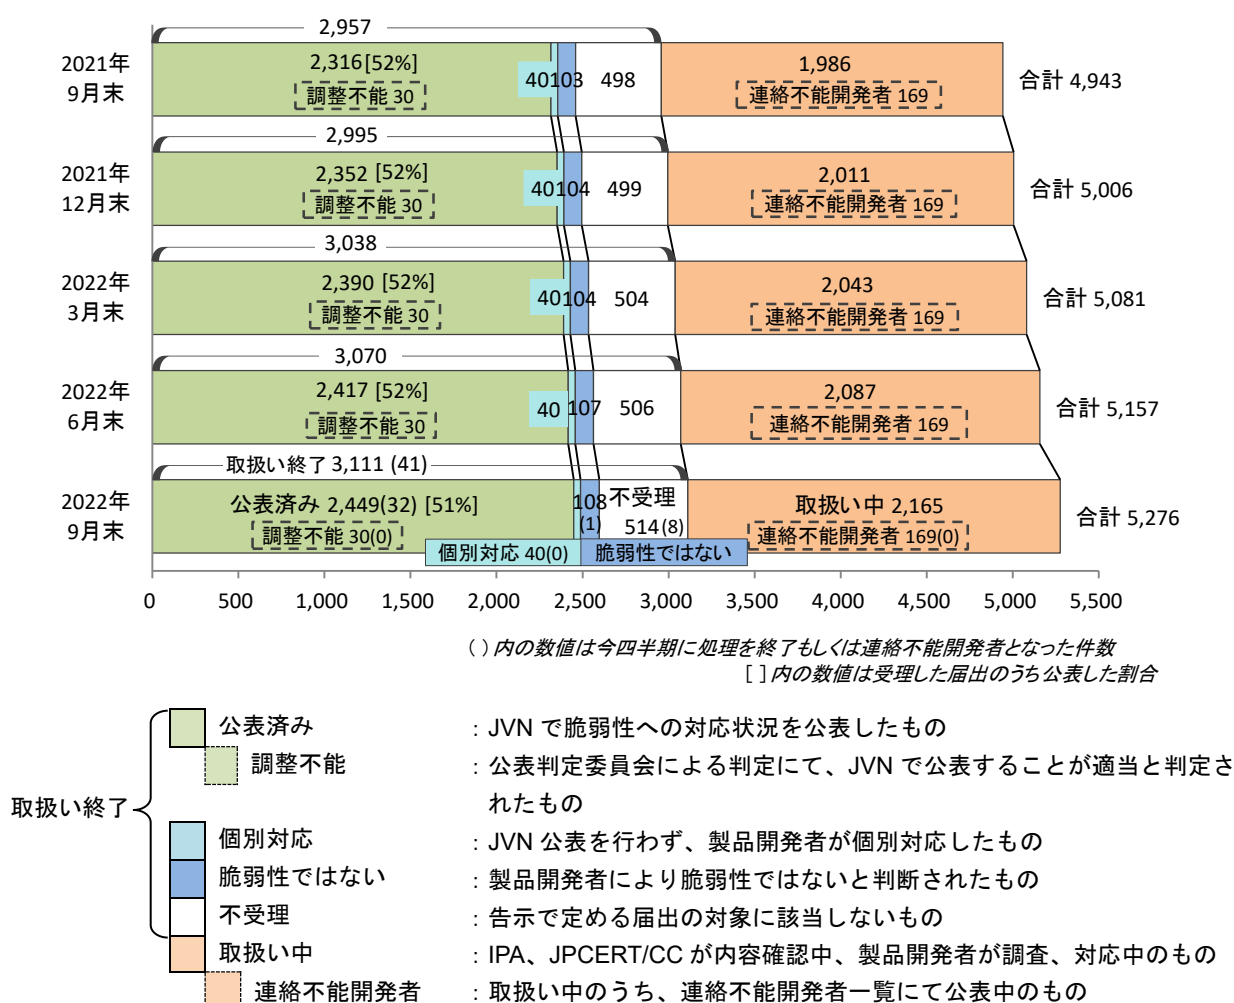 2,957
2021年
9月末
2,316 [52%]
調整不能 30
40
103
498
1,986
連絡不能開発者 169
合計 4,943
2,995
2021年
12月末
2,352 [52%]
調整不能 30
40
104
499
2,011
連絡不能開発者 169
合計 5,006
3,038
2022年
3月末
2,390 [52%]
調整不能 30
40
104
504
2,043
連絡不能開発者 169
合計 5,081
3,070
2022年
6月末
2,417 [52%]
調整不能 30
40
107
506
2,087
連絡不能開発者 169
合計 5,157
取扱い終了 3,111 (41)
2022年
9月末
公表済み 2,449(32) [51%]
調整不能 30(0)
個別対応 40(0)
108
(1)
脆弱性ではない
不受理
514(8)
取扱い中 2,165
連絡不能開発者 169(0)
合計 5,276
0 500 1,000 1,500 2,000 2,500 3,000 3,500 4,000 4,500 5,000 5,500
( ) 内の数値は今四半期に処理を終了もしくは連絡不能開発者となった件数
[ ] 内の数値は受理した届出のうち公表した割合
取扱い終了
公表済み : JVN で脆弱性への対応状況を公表したもの
調整不能 : 公表判定委員会による判定にて、JVN で公表することが適当と判定さ
れたもの
個別対応 : JVN 公表を行わず、製品開発者が個別対応したもの
脆弱性ではない : 製品開発者により脆弱性ではないと判断されたもの
不受理 : 告示で定める届出の対象に該当しないもの
取扱い中 : IPA、JPCERT/CC が内容確認中、製品開発者が調査、対応中のもの
連絡不能開発者 : 取扱い中のうち、連絡不能開発者一覧にて公表中のもの